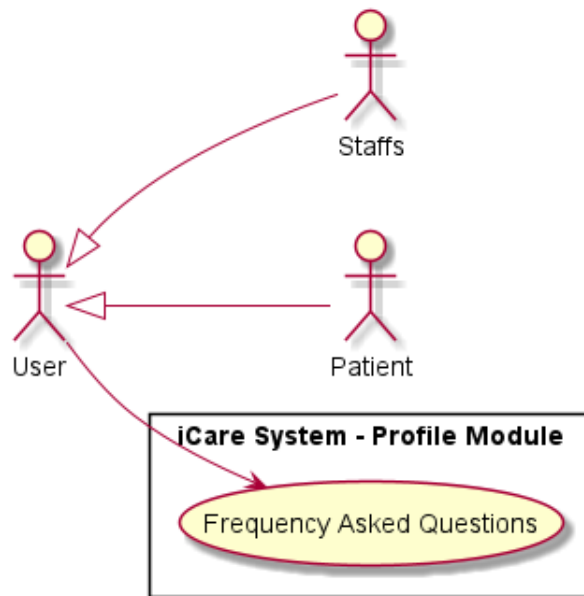 Staffs
User
Patient
iCare System - Profile Module
Frequency Asked Questions